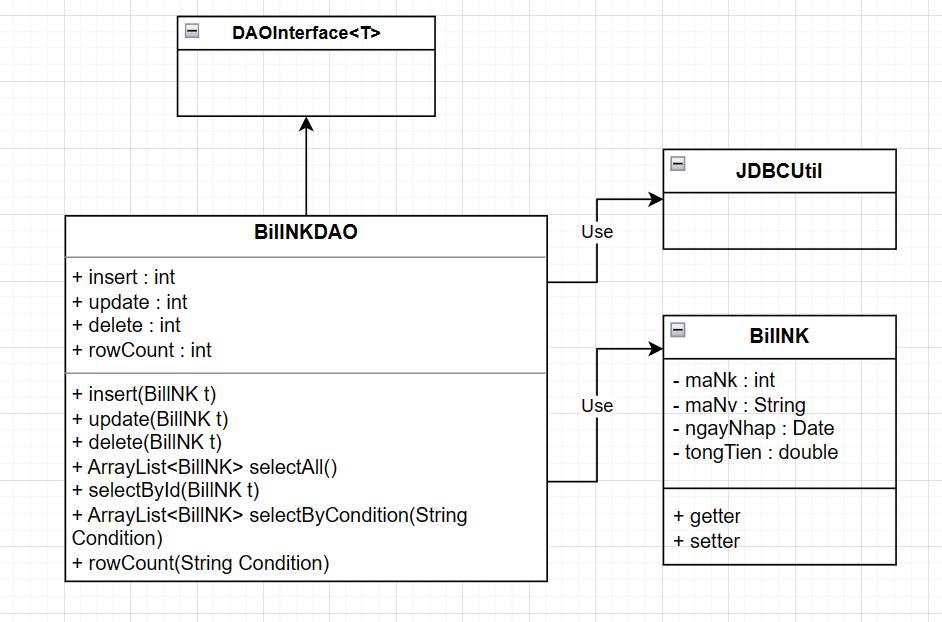 DAOInterface<T>
JDBCUtil
BillNKDAO
Use
+ insert : int
+ update : int
+ delete : int
+ rowCount : int
BillNK
- maNk : int
- maNv : String
- ngayNhap : Date
- tongTien : double
+ insert(BillNK t)
+ update(BillNK t)
+ delete(BillNK t)
+ ArrayList<BillNK> selectAll()
+ selectById(BillNK t)
+ ArrayList<BillNK> selectByCondition(String
Condition)
+ rowCount(String Condition)
Use
+ getter
+ setter